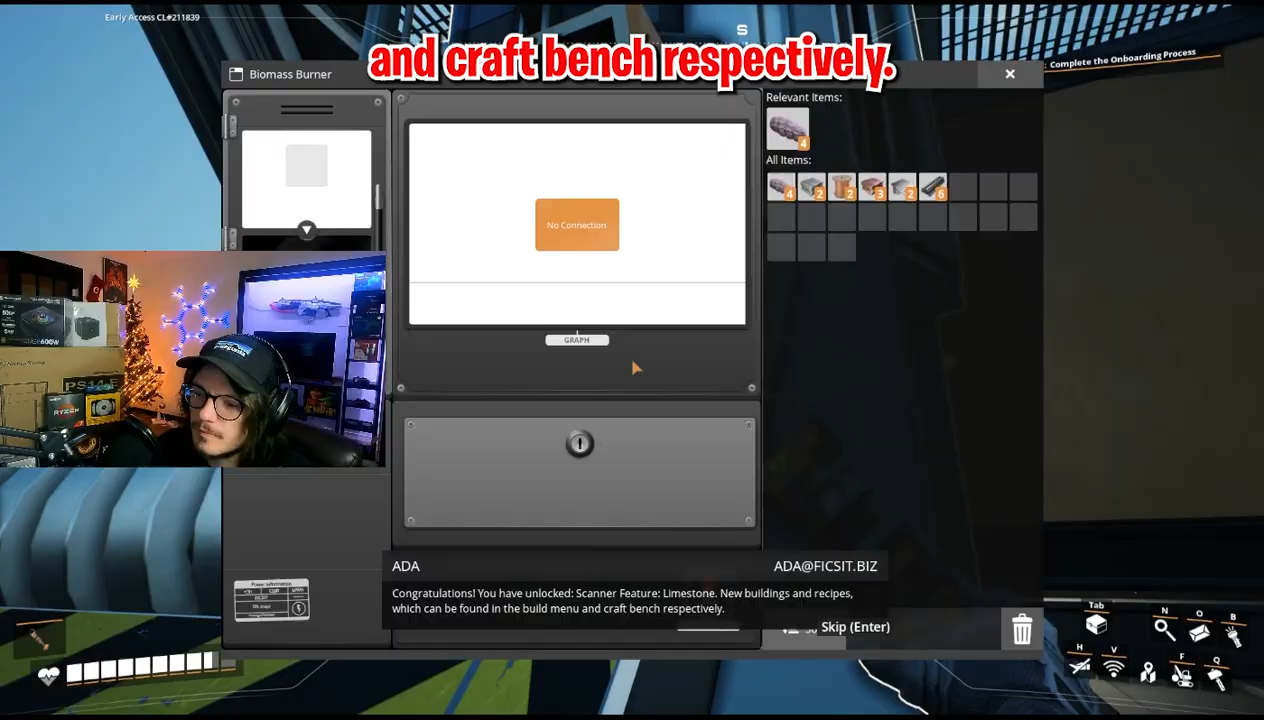 Early Access CL#211839
S
and craft bench respectively.
: Complete the Onboarding Process
Biomass Burner
Relevant Items:
4
All Items:
4 2 2 3 2 6
No Connection
GRAPH
600W
PS14-E
RYZEN
ADA
ADA@FICSIT.BIZ
Congratulations! You have unlocked: Scanner Feature: Limestone. New buildings and recipes,
which can be found in the build menu and craft bench respectively.
Skip (Enter)
Tab N O B
H V F Q